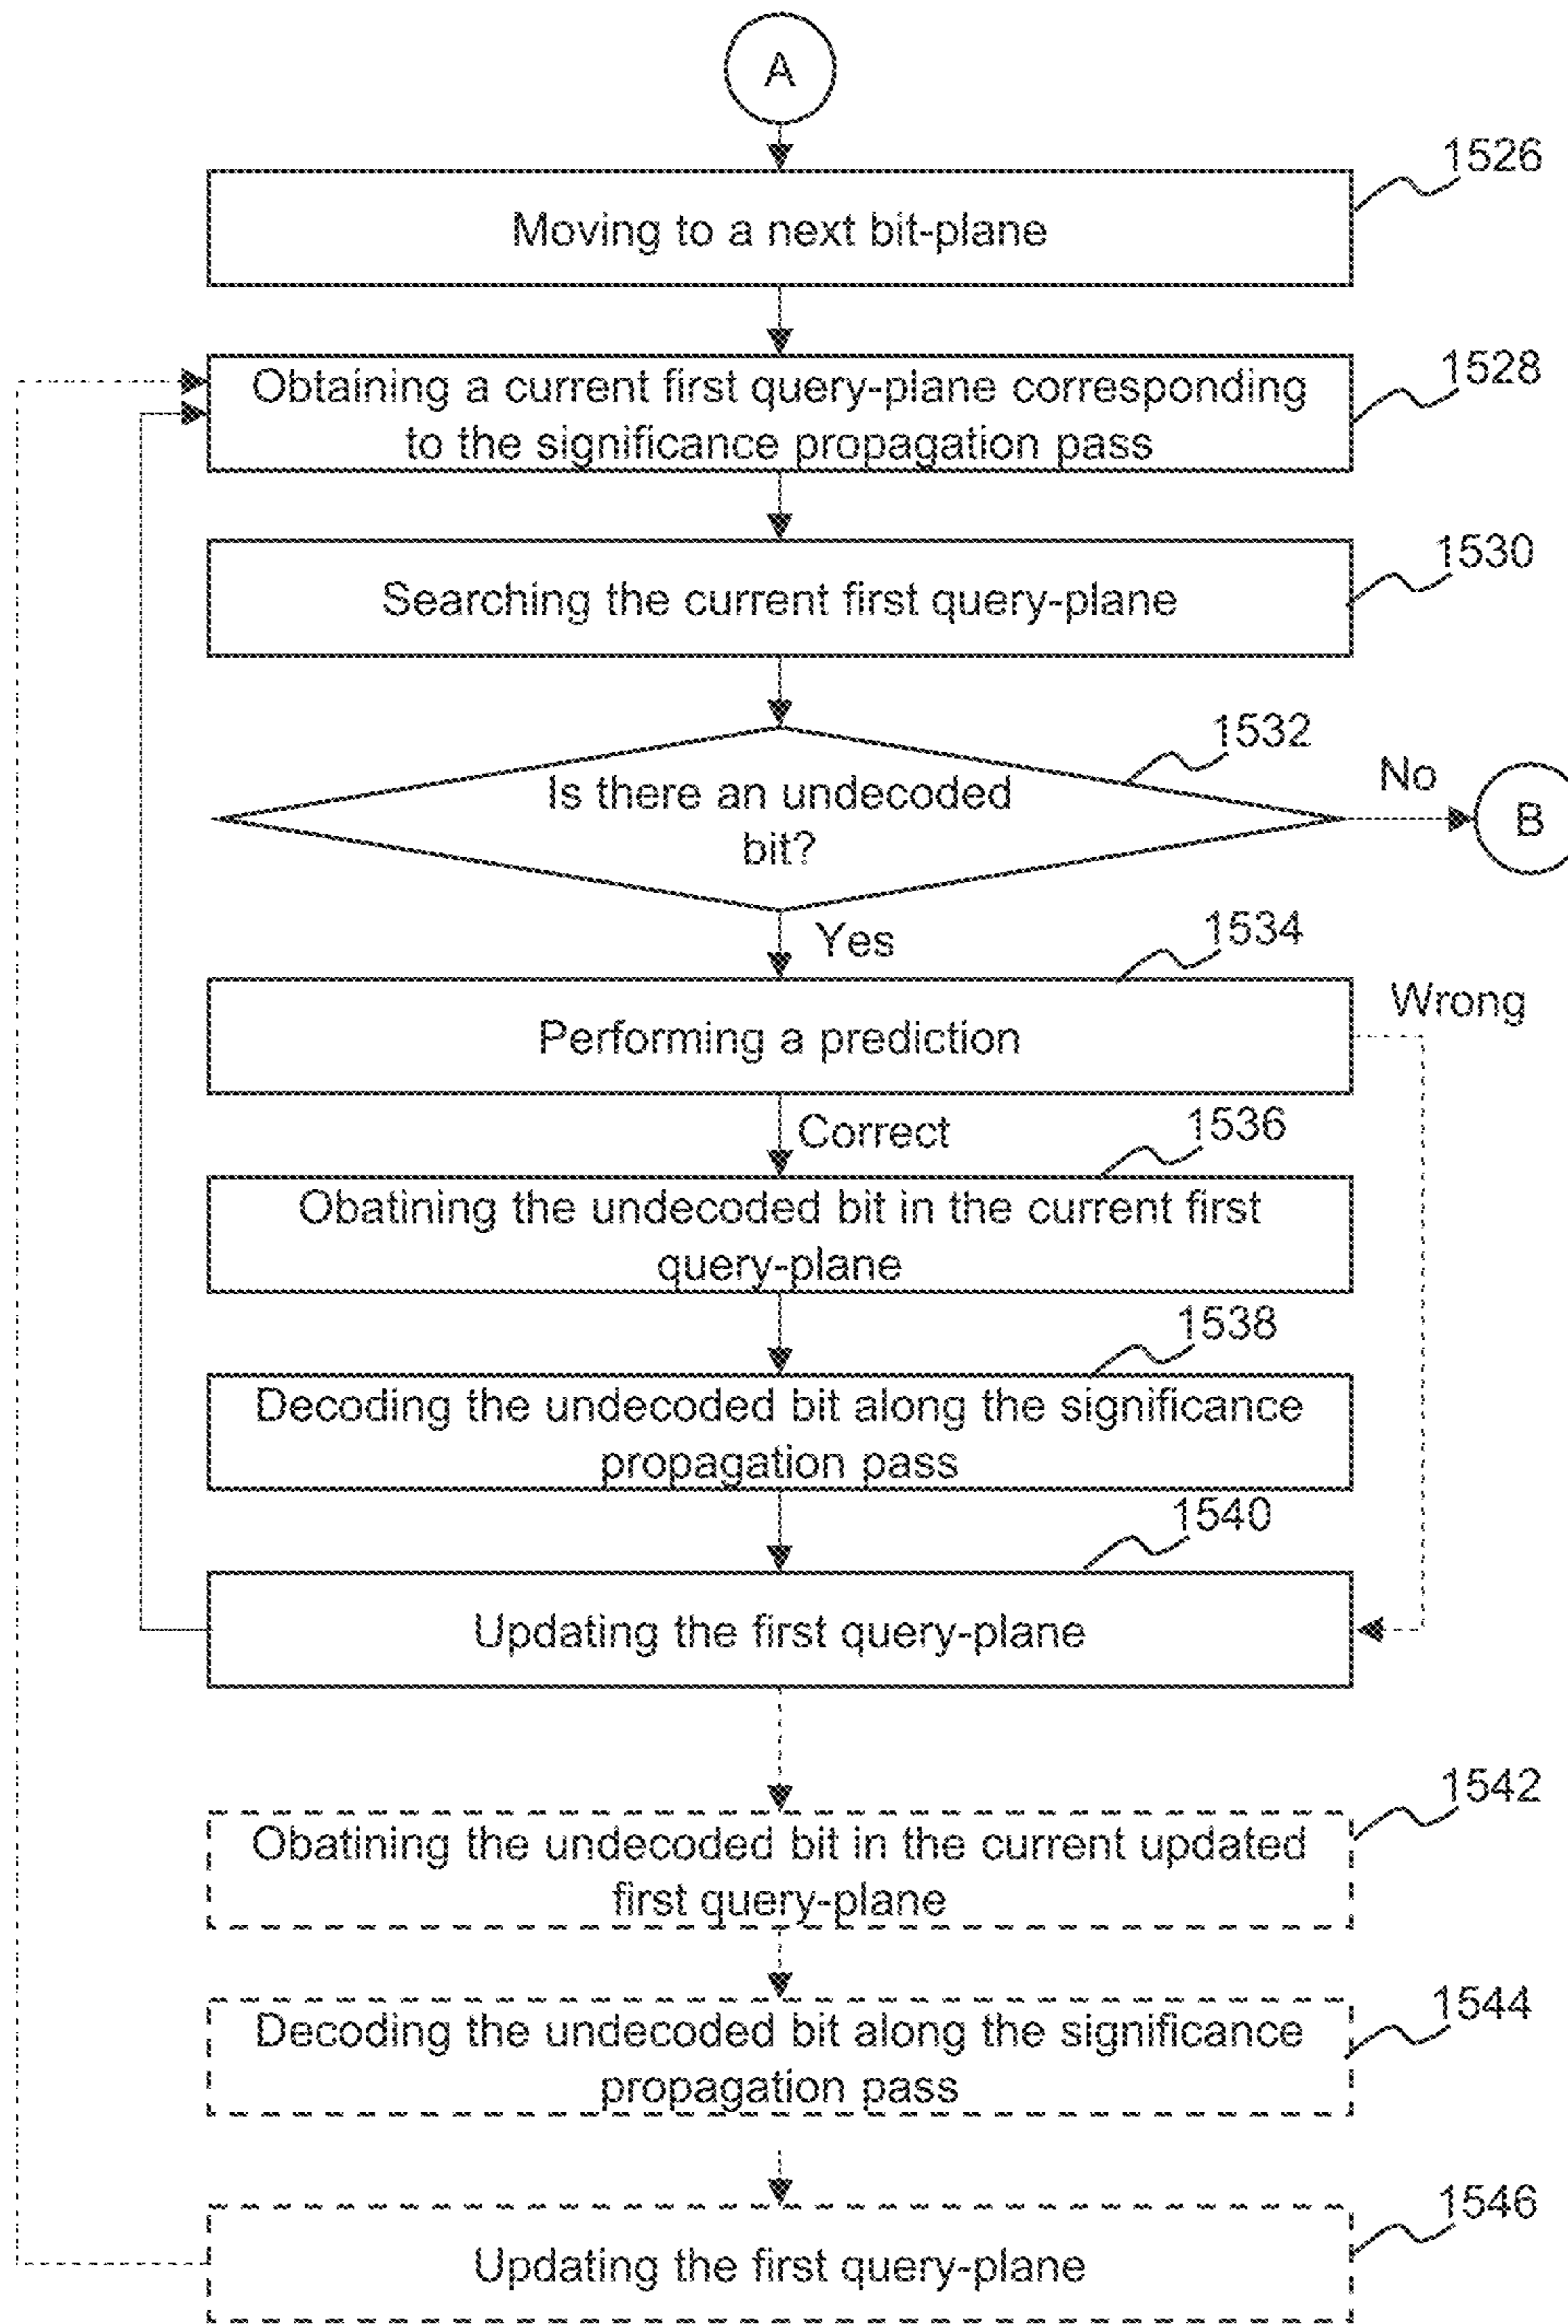 A
1526
Moving to a next bit-plane
1528
Obtaining a current first query-plane corresponding
to the significance propagation pass
1530
Searching the current first query-plane
1532
Is there an undecoded
bit?
No
B
Yes
1534
Wrong
Performing a prediction
Correct
1536
Obatining the undecoded bit in the current first
query-plane
1538
Decoding the undecoded bit along the significance
propagation pass
1540
Updating the first query-plane
1542
Obatining the undecoded bit in the current updated
first query-plane
1544
Decoding the undecoded bit along the significance
propagation pass
1546
Updating the first query-plane